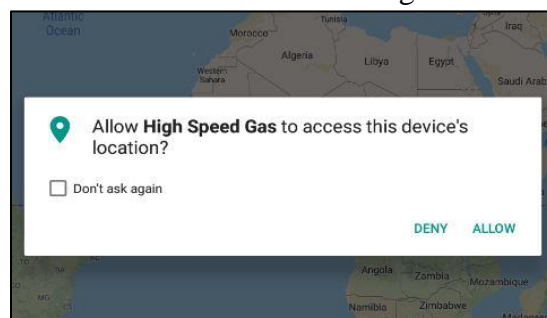 Atlantic
Ocean
Tunisia
Morocco
Iraq
Algeria
Libya
Egypt
Western
Sahara
Saudi Arab
Allow High Speed Gas to access this device's
location?
Don't ask again
DENY ALLOW
Angola
Zambia
Mozambique
Namibia
Zimbabwe